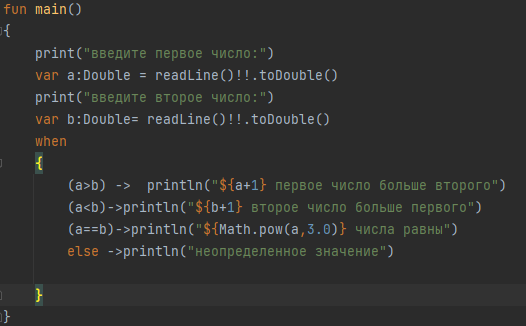 fun main()
{
print("введите первое число:")
var a:Double = readLine()!!.toDouble()
print("введите второе число:")
var b:Double= readLine()!!.toDouble()
when
{
(a>b) -> println("${a+1} первое число больше второго")
(a<b)->println("${b+1} второе число больше первого")
(a==b)->println("${Math.pow(a,3.0)} числа равны")
else ->println("неопределенное значение")
}
}